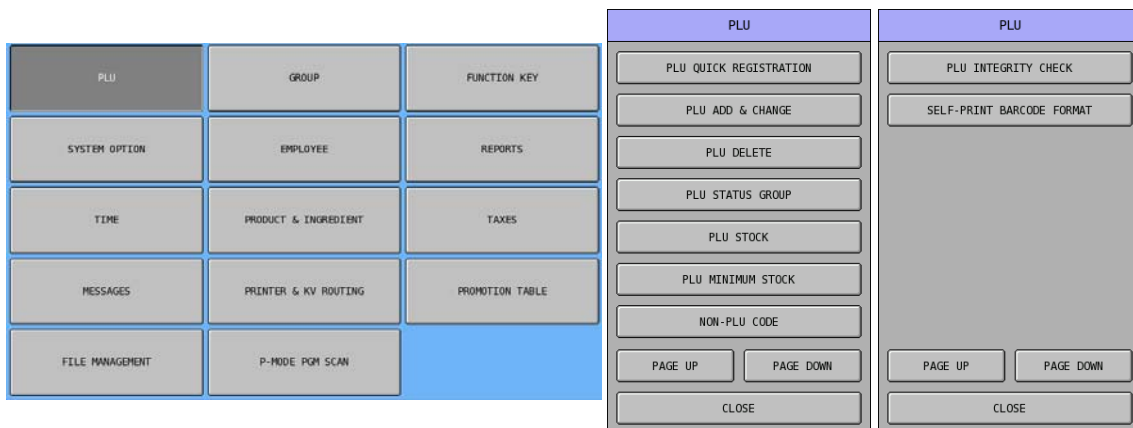 PLU
GROUP
FUNCTION KEY
SYSTEM OPTION
EMPLOYEE
REPORTS
TIME
PRODUCT & INGREDIENT
TAXES
MESSAGES
PRINTER & KV ROUTING
PROMOTION TABLE
FILE MANAGEMENT
P-MODE PGM SCAN
PLU
PLU QUICK REGISTRATION
PLU ADD & CHANGE
PLU DELETE
PLU STATUS GROUP
PLU STOCK
PLU MINIMUM STOCK
NON-PLU CODE
PAGE UP
PAGE DOWN
CLOSE
PLU
PLU INTEGRITY CHECK
SELF-PRINT BARCODE FORMAT
PAGE UP
PAGE DOWN
CLOSE